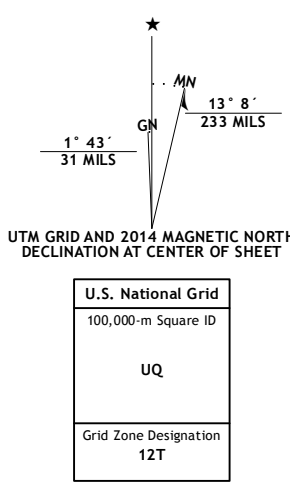 ★
MN
GN
13° 8´
233 MILS
1° 43´
31 MILS
UTM GRID AND 2014 MAGNETIC NORTH
DECLINATION AT CENTER OF SHEET
U.S. National Grid
100,000-m Square ID
UQ
Grid Zone Designation
12T